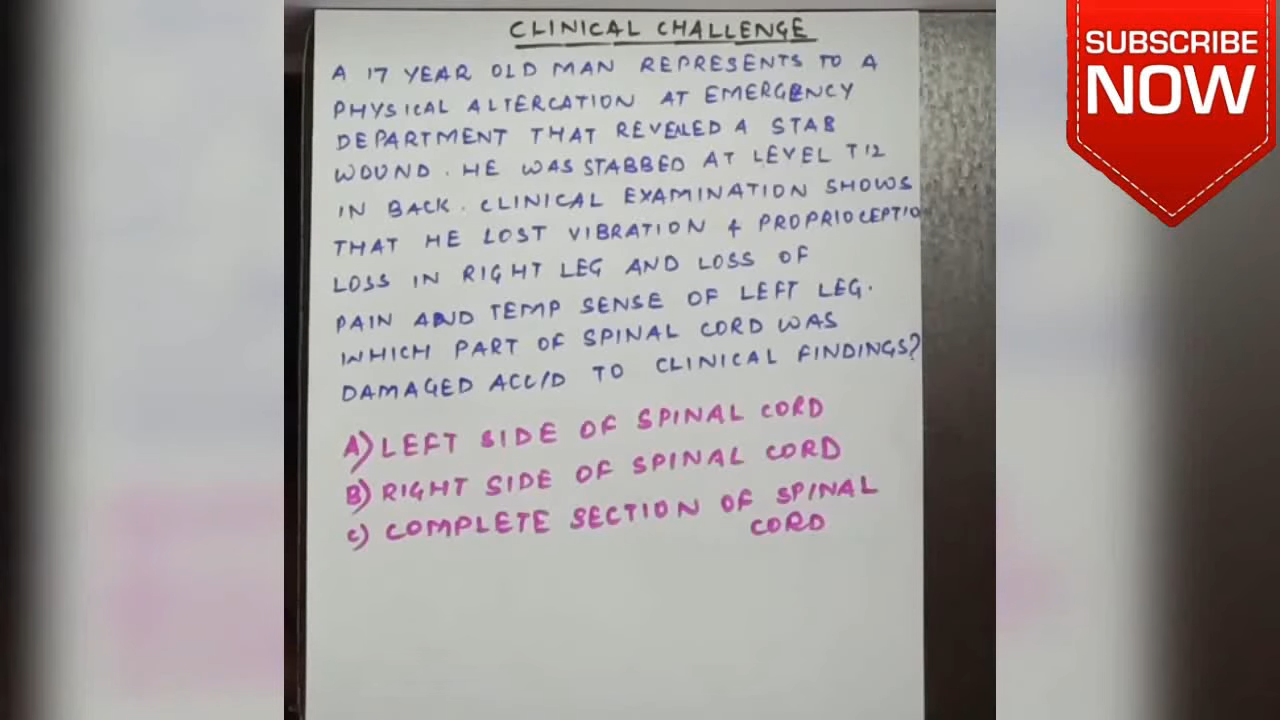 CLINICAL CHALLENGE
A 17 YEAR OLD MAN REPRESENTS TO A
PHYSICAL ALTERCATION AT EMERGENCY
DEPARTMENT THAT REVEALED A STAB
WOUND. HE WAS STABBED AT LEVEL T12
IN BACK. CLINICAL EXAMINATION SHOWS
THAT HE LOST VIBRATION & PROPRIOCEPTIO
LOSS IN RIGHT LEG AND LOSS OF
PAIN AND TEMP SENSE OF LEFT LEG.
WHICH PART OF SPINAL CORD WAS
DAMAGED ACC/D TO CLINICAL FINDINGS?
A) LEFT SIDE OF SPINAL CORD
B) RIGHT SIDE OF SPINAL CORD
C) COMPLETE SECTION OF SPINAL
CORD
SUBSCRIBE
NOW